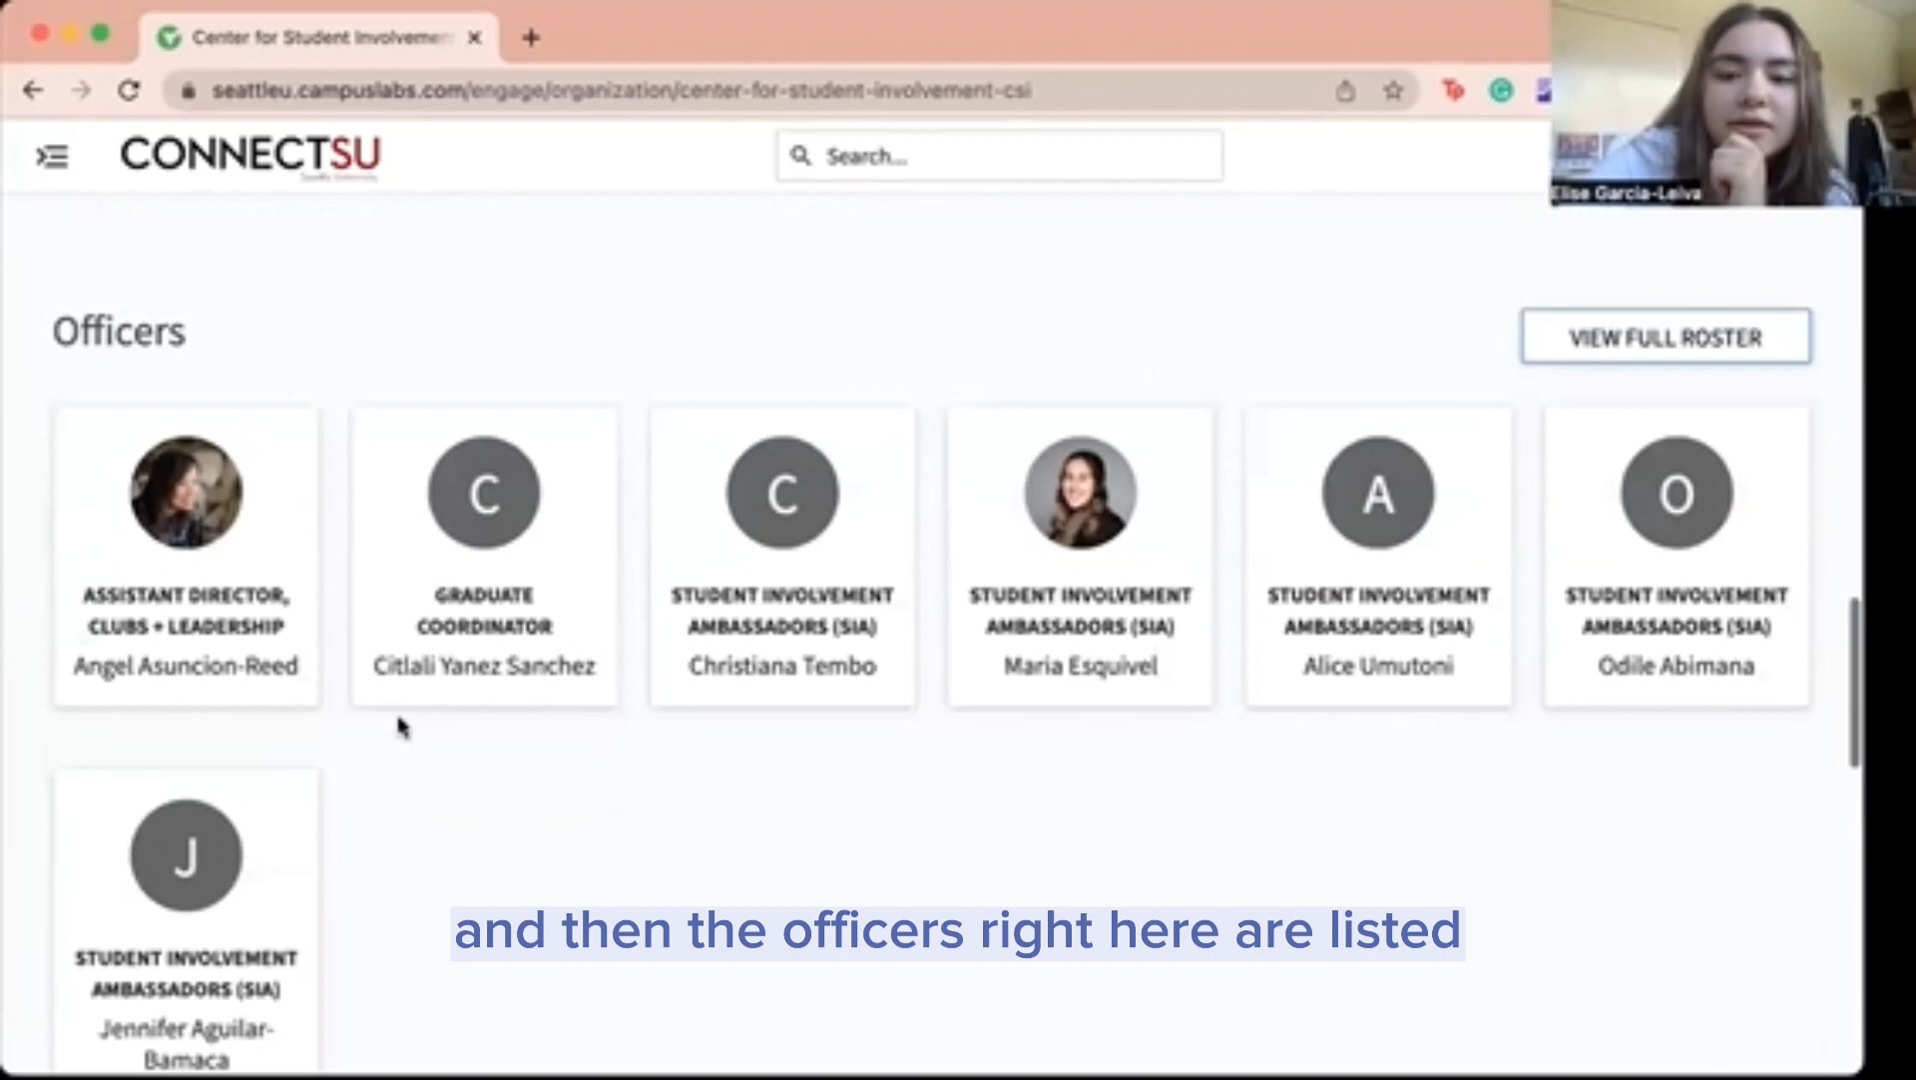 Center for Student Involvemen
seattleu.campuslabs.com/engage/organization/center-for-student-involvement-csi
CONNECTSU
Search...
Elise Garcia-Leiva
Officers
VIEW FULL ROSTER
C
C
A
O
ASSISTANT DIRECTOR,
CLUBS + LEADERSHIP
Angel Asuncion-Reed
GRADUATE
COORDINATOR
Citlali Yanez Sanchez
STUDENT INVOLVEMENT
AMBASSADORS (SIA)
Christiana Tembo
STUDENT INVOLVEMENT
AMBASSADORS (SIA)
Maria Esquivel
STUDENT INVOLVEMENT
AMBASSADORS (SIA)
Alice Umutoni
STUDENT INVOLVEMENT
AMBASSADORS (SIA)
Odile Abimana
J
STUDENT INVOLVEMENT
AMBASSADORS (SIA)
Jennifer Aguilar-
Bamaca
and then the officers right here are listed